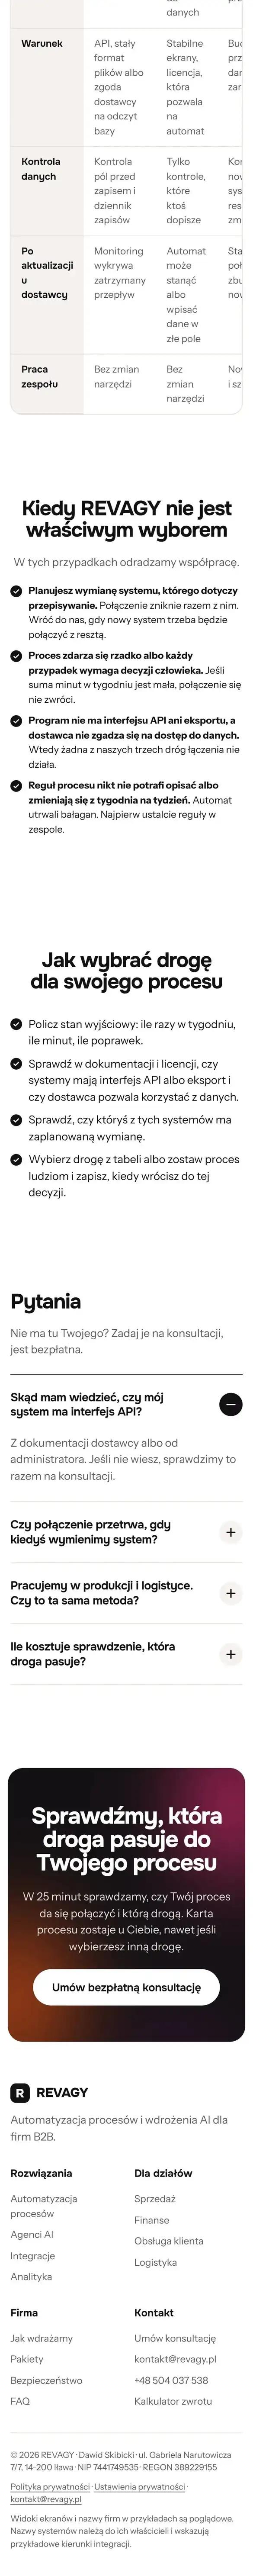 danych
Warunek
API, stały
format
plików albo
zgoda
dostawcy
na odczyt
bazy
Stabilne
ekrany,
licencja,
która
pozwala
na
automat
Kontrola
danych
Kontrola
pól przed
zapisem i
dziennik
zapisów
Tylko
kontrole,
które
ktoś
dopisze
Po
aktualizacji
u
dostawcy
Monitoring
wykrywa
zatrzymany
przepływ
Automat
może
stanąć
albo
wpisać
dane w
złe pole
Praca
zespołu
Bez zmian
narzędzi
Bez
zmian
narzędzi
Kiedy REVAGY nie jest
właściwym wyborem
W tych przypadkach odradzamy współpracę.
Planujesz wymianę systemu, którego dotyczy
przepisywanie. Połączenie zniknie razem z nim.
Wróć do nas, gdy nowy system trzeba będzie
połączyć z resztą.
Proces zdarza się rzadko albo każdy
przypadek wymaga decyzji człowieka. Jeśli
suma minut w tygodniu jest mała, połączenie się
nie zwróci.
Program nie ma interfejsu API ani eksportu, a
dostawca nie zgadza się na dostęp do danych.
Wtedy żadna z naszych trzech dróg łączenia nie
działa.
Reguł procesu nikt nie potrafi opisać albo
zmieniają się z tygodnia na tydzień. Automat
utrwali bałagan. Najpierw ustalcie reguły w
zespole.
Jak wybrać drogę
dla swojego procesu
Policz stan wyjściowy: ile razy w tygodniu,
ile minut, ile poprawek.
Sprawdź w dokumentacji i licencji, czy
systemy mają interfejs API albo eksport i
czy dostawca pozwala korzystać z danych.
Sprawdź, czy któryś z tych systemów ma
zaplanowaną wymianę.
Wybierz drogę z tabeli albo zostaw proces
ludziom i zapisz, kiedy wrócisz do tej
decyzji.
Pytania
Nie ma tu Twojego? Zadaj je na konsultacji,
jest bezpłatna.
Skąd mam wiedzieć, czy mój
system ma interfejs API?
Z dokumentacji dostawcy albo od
administratora. Jeśli nie wiesz, sprawdzimy to
razem na konsultacji.
Czy połączenie przetrwa, gdy
kiedyś wymienimy system?
Pracujemy w produkcji i logistyce.
Czy to ta sama metoda?
Ile kosztuje sprawdzenie, która
droga pasuje?
Sprawdźmy, która
droga pasuje do
Twojego procesu
W 25 minut sprawdzamy, czy Twój proces
da się połączyć i którą drogą. Karta
procesu zostaje u Ciebie, nawet jeśli
wybierzesz inną drogę.
Umów bezpłatną konsultację
R REVAGY
Automatyzacja procesów i wdrożenia AI dla
firm B2B.
Rozwiązania
Automatyzacja
procesów
Agenci AI
Integracje
Analityka
Dla działów
Sprzedaż
Finanse
Obsługa klienta
Logistyka
Firma
Jak wdrażamy
Pakiety
Bezpieczeństwo
FAQ
Kontakt
Umów konsultację
kontakt@revagy.pl
+48 504 037 538
Kalkulator zwrotu
© 2026 REVAGY · Dawid Skibicki · ul. Gabriela Narutowicza
7/7, 14-200 Iława · NIP 7441749535 · REGON 389229155
Polityka prywatności · Ustawienia prywatności ·
kontakt@revagy.pl
Widoki ekranów i nazwy firm w przykładach są poglądowe.
Nazwy systemów należą do ich właścicieli i wskazują
przykładowe kierunki integracji.